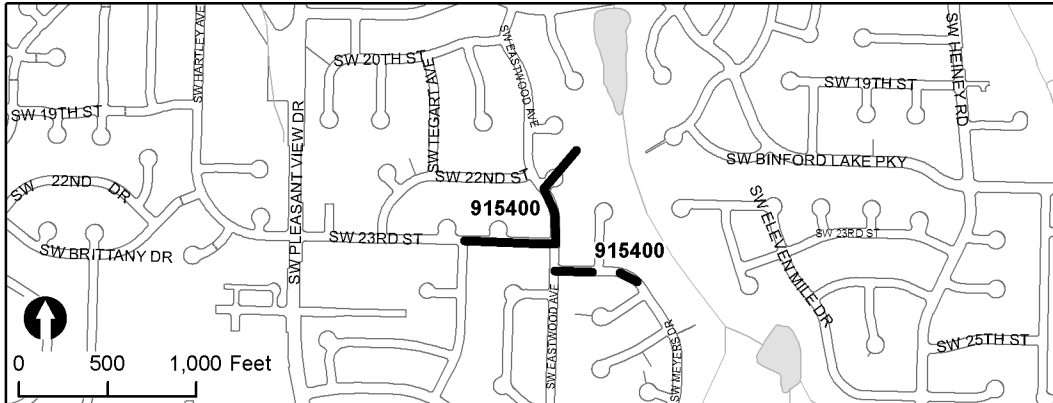 SW HARTLEY AVE
SW 20TH ST
SW EASTWOOD AVE
SW HEINEY RD
SW 19TH ST
SW 19TH ST
SW PLEASANT VIEW DR
SW TEGART AVE
SW BINFORD LAKE PKY
SW 22ND DR
SW 22ND ST
915400
SW 23RD ST
SW BRITTANY DR
915400
SW ELEVEN MILE DR
SW 23RD ST
SW EASTWOOD AVE
SW MEYERS DR
SW 25TH ST
0 500 1,000 Feet